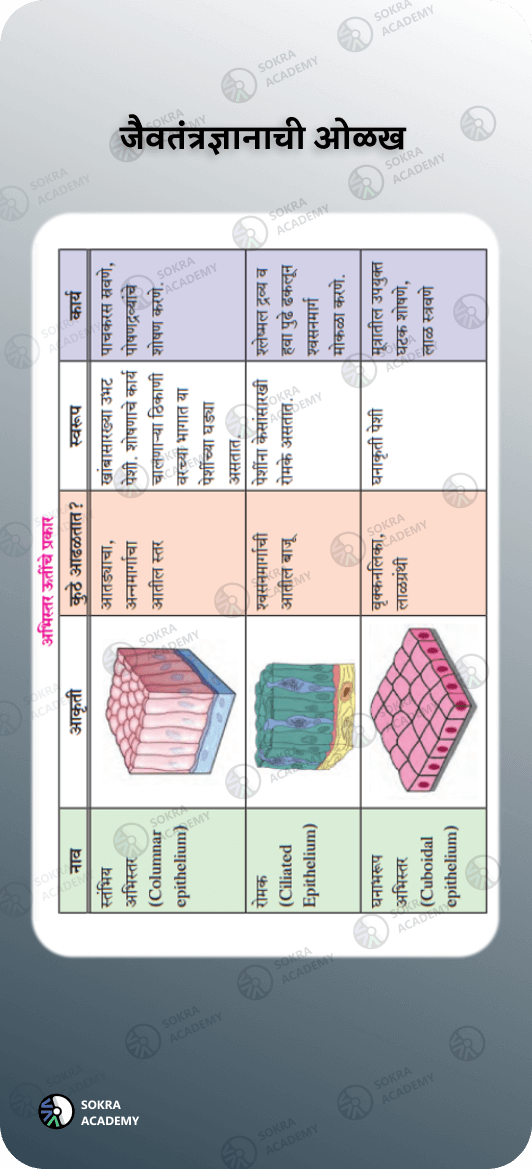 जैवतंत्रज्ञानाची ओळख
अभिस्तर ऊतींचे प्रकार
नाव
आकृती
कुठे आढळतात?
स्वरूप
कार्य
स्तंभिय
अभिस्तर
(Columnar
epithelium)
आतड्याचा,
अन्नमार्गाचा
आतील स्तर
खांबासारख्या उभट
पेशी. शोषणाचे कार्य
चालणाऱ्या ठिकाणी
वरच्या भागात या
पेशींच्या घड्या
असतात.
पाचकरस स्रवणे,
पोषणद्रव्यांचे
शोषण करणे.
रोमक
(Ciliated
Epithelium)
श्वसनमार्गाची
आतील बाजू
पेशींना केसांसारखी
रोमके असतात.
श्लेष्मल द्रव्य व
हवा पुढे ढकलून
श्वसनमार्ग
मोकळा करणे.
घनाभरूप
अभिस्तर
(Cuboidal
epithelium)
वृक्कनलिका,
लाळग्रंथी
घनाकृती पेशी
मूत्रातील उपयुक्त
घटक शोषणे,
लाळ स्त्रवणे
SOKRA
ACADEMY